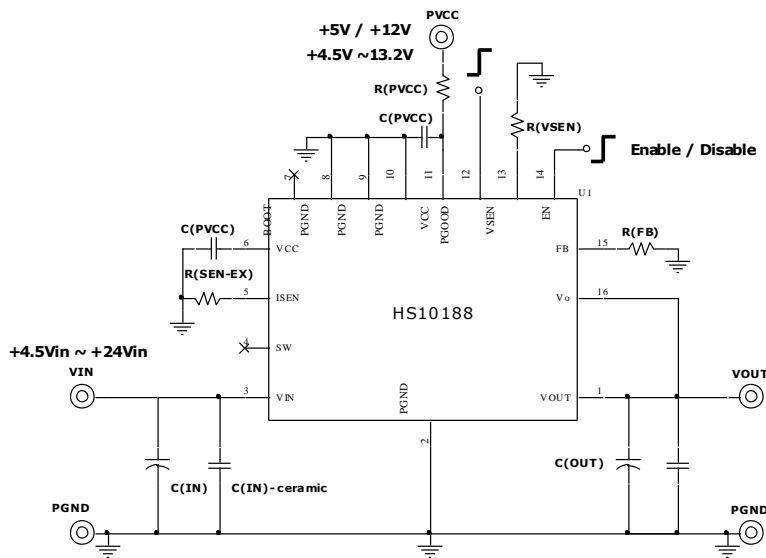 PVCC
+5V / +12V
+4.5V ~13.2V
R(PVCC)
C(PVCC)
R(VSEN)
Enable / Disable
7
8
9
10
11
12
13
14
U1
BOOT
PGND
PGND
PGND
VCC
PGOOD
VSEN
EN
C(PVCC)
6
VCC
FB
15
R(FB)
R(SEN-EX)
5
ISEN
Vo
16
HS10188
4
SW
+4.5Vin ~ +24Vin
VIN
3
VIN
PGND
VOUT
1
VOUT
2
C(IN)
C(IN)-ceramic
C(OUT)
PGND
PGND